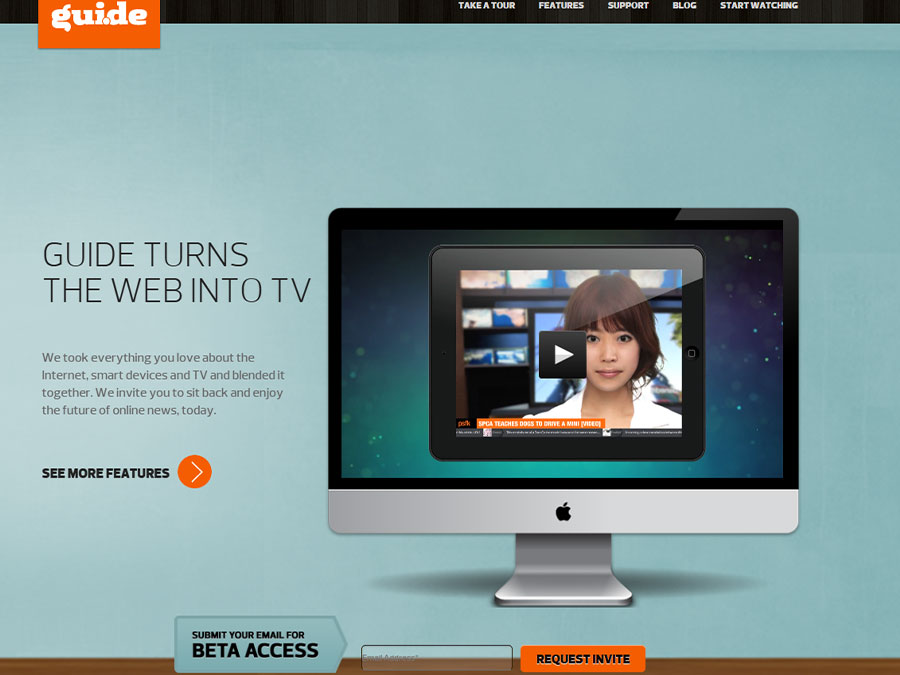 guide
TAKE A TOUR
FEATURES
SUPPORT
BLOG
START WATCHING
GUIDE TURNS
THE WEB INTO TV
We took everything you love about the
Internet, smart devices and TV and blended it
together. We invite you to sit back and enjoy
the future of online news, today.
SEE MORE FEATURES
psfk
SPCA TEACHES DOGS TO DRIVE A MINI [VIDEO]
SUBMIT YOUR EMAIL FOR
BETA ACCESS
Email Address*
REQUEST INVITE